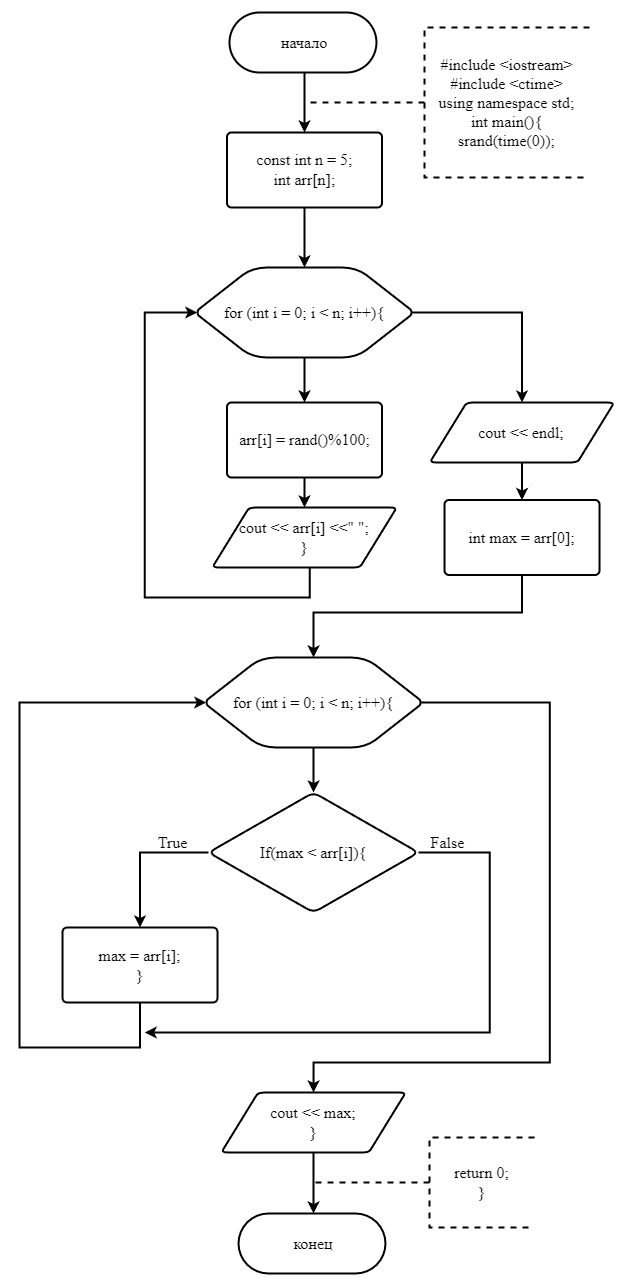 начало
#include <iostream>
#include <ctime>
using namespace std;
int main(){
srand(time(0));
const int n = 5;
int arr[n];
for (int i = 0; i < n; i++){
arr[i] = rand()%100;
cout << arr[i] <<" ";
}
cout << endl;
int max = arr[0];
for (int i = 0; i < n; i++){
If(max < arr[i]){
True
False
max = arr[i];
}
cout << max;
}
return 0;
}
конец